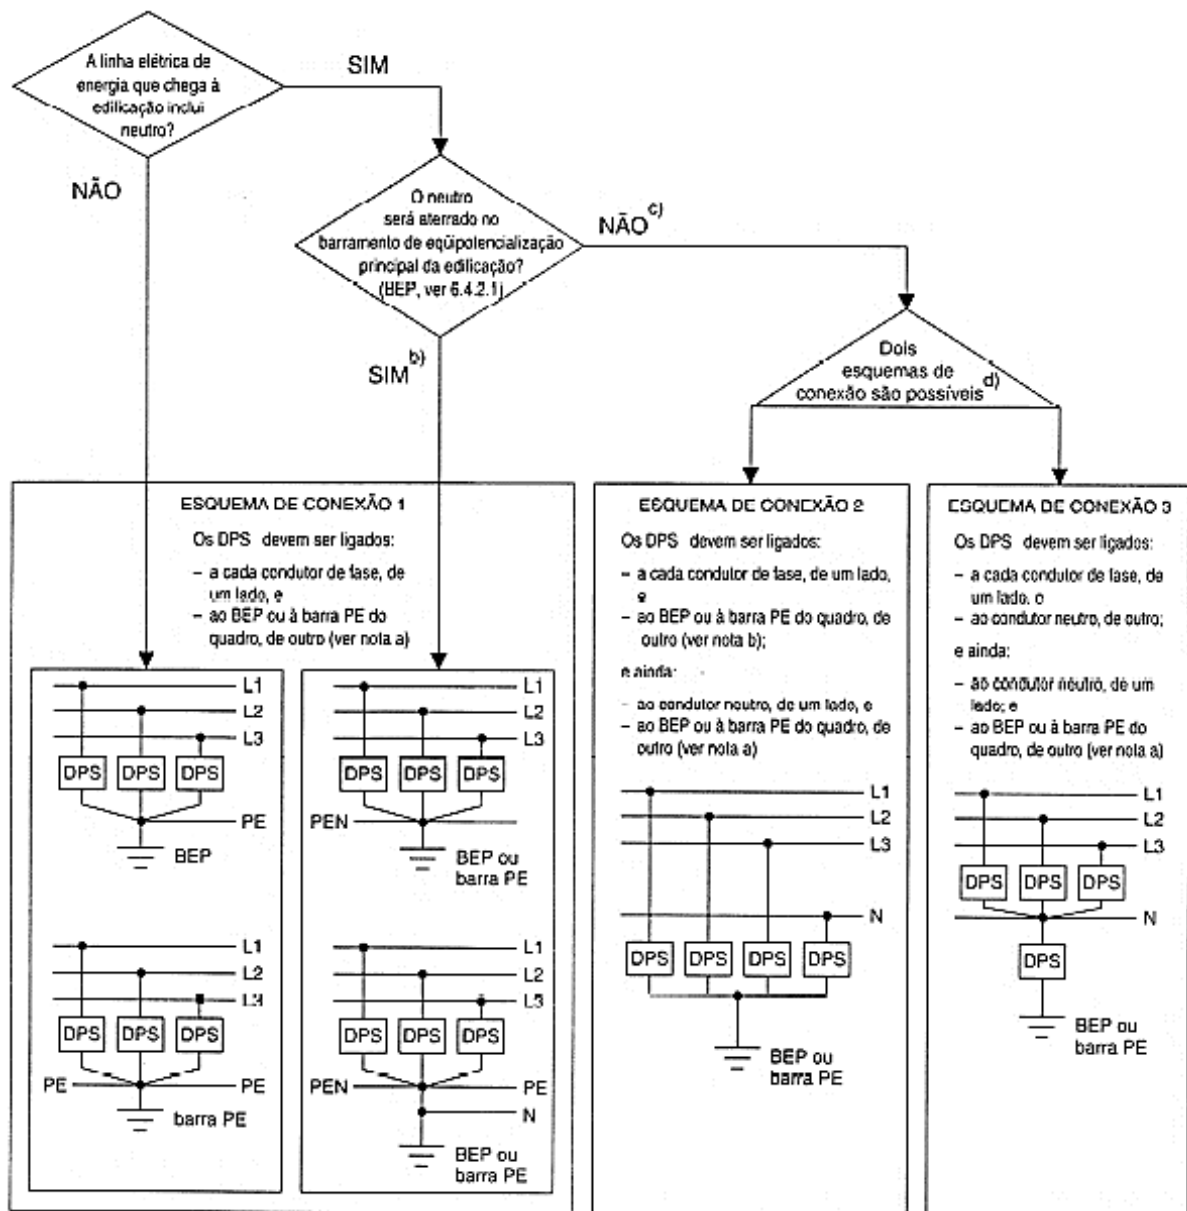 A linha elétrica de
energia que chega à
edificação inclui
neutro?
SIM
NÃO
O neutro
será aterrado no
barramento de eqüipotencialização
principal da edificação?
(BEP, ver 6.4.2.1)
NÃO c)
SIM b)
Dois
esquemas de
conexão são possíveis d)
ESQUEMA DE CONEXÃO 1
Os DPS devem ser ligados:
– a cada condutor de fase, de
um lado, e
– ao BEP ou à barra PE do
quadro, de outro (ver nota a)
L1
L2
L3
DPS DPS DPS
PE
BEP
L1
L2
L3
DPS DPS DPS
PE PE
barra PE
L1
L2
L3
DPS DPS DPS
PEN
BEP ou
barra PE
L1
L2
L3
DPS DPS DPS
PEN PE
N
BEP ou
barra PE
ESQUEMA DE CONEXÃO 2
Os DPS devem ser ligados:
– a cada condutor de fase, de um lado,
e
– ao BEP ou à barra PE do quadro, de
outro (ver nota b);
e ainda:
– ao condutor neutro, de um lado, e
– ao BEP ou à barra PE do quadro, de
outro (ver nota a)
L1
L2
L3
N
DPS DPS DPS DPS
BEP ou
barra PE
ESQUEMA DE CONEXÃO 3
Os DPS devem ser ligados:
– a cada condutor de fase, de
um lado, e
– ao condutor neutro, de outro;
e ainda:
– ao condutor neutro, de um
lado; e
– ao BEP ou à barra PE do
quadro, de outro (ver nota a)
L1
L2
L3
DPS DPS DPS
N
DPS
BEP ou
barra PE